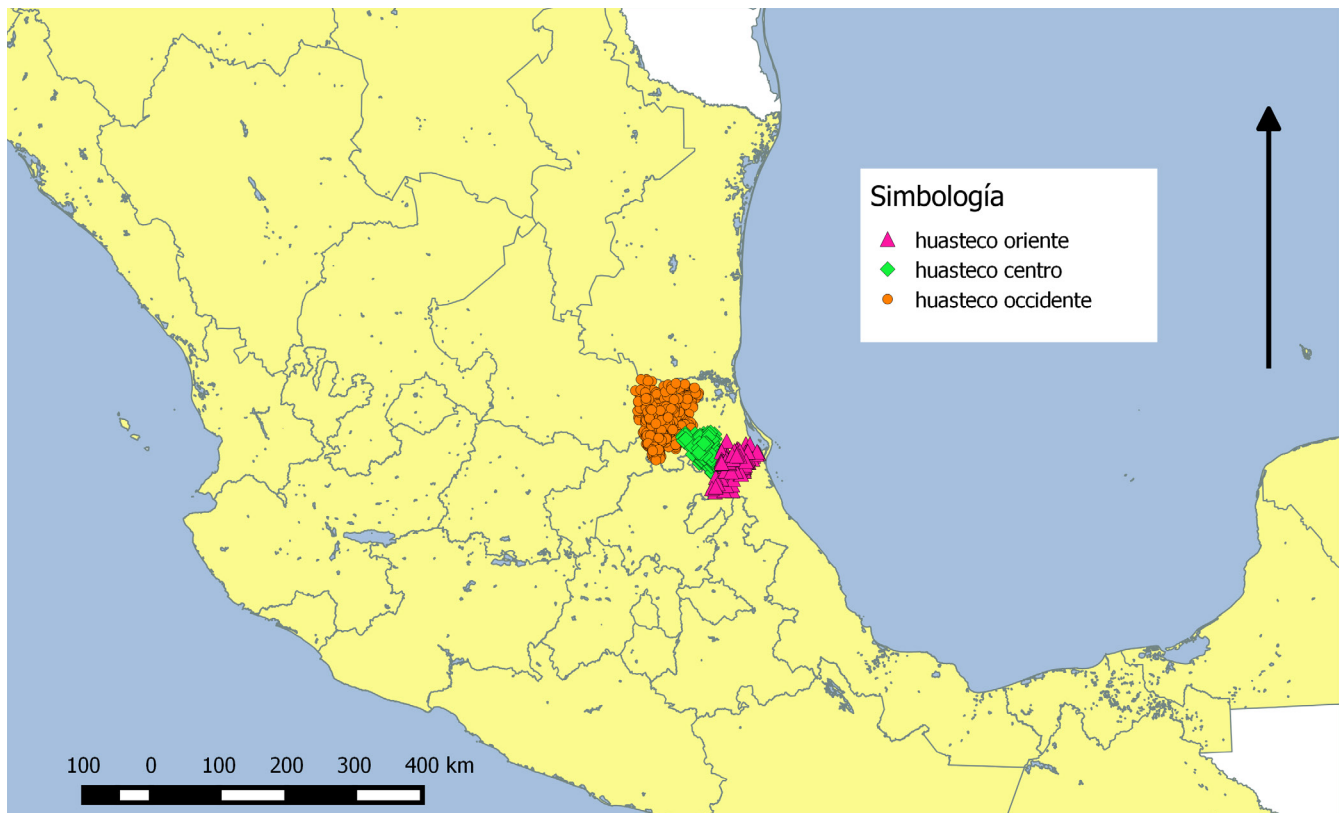 Simbología
huasteco oriente
huasteco centro
huasteco occidente
100 0 100 200 300 400 km